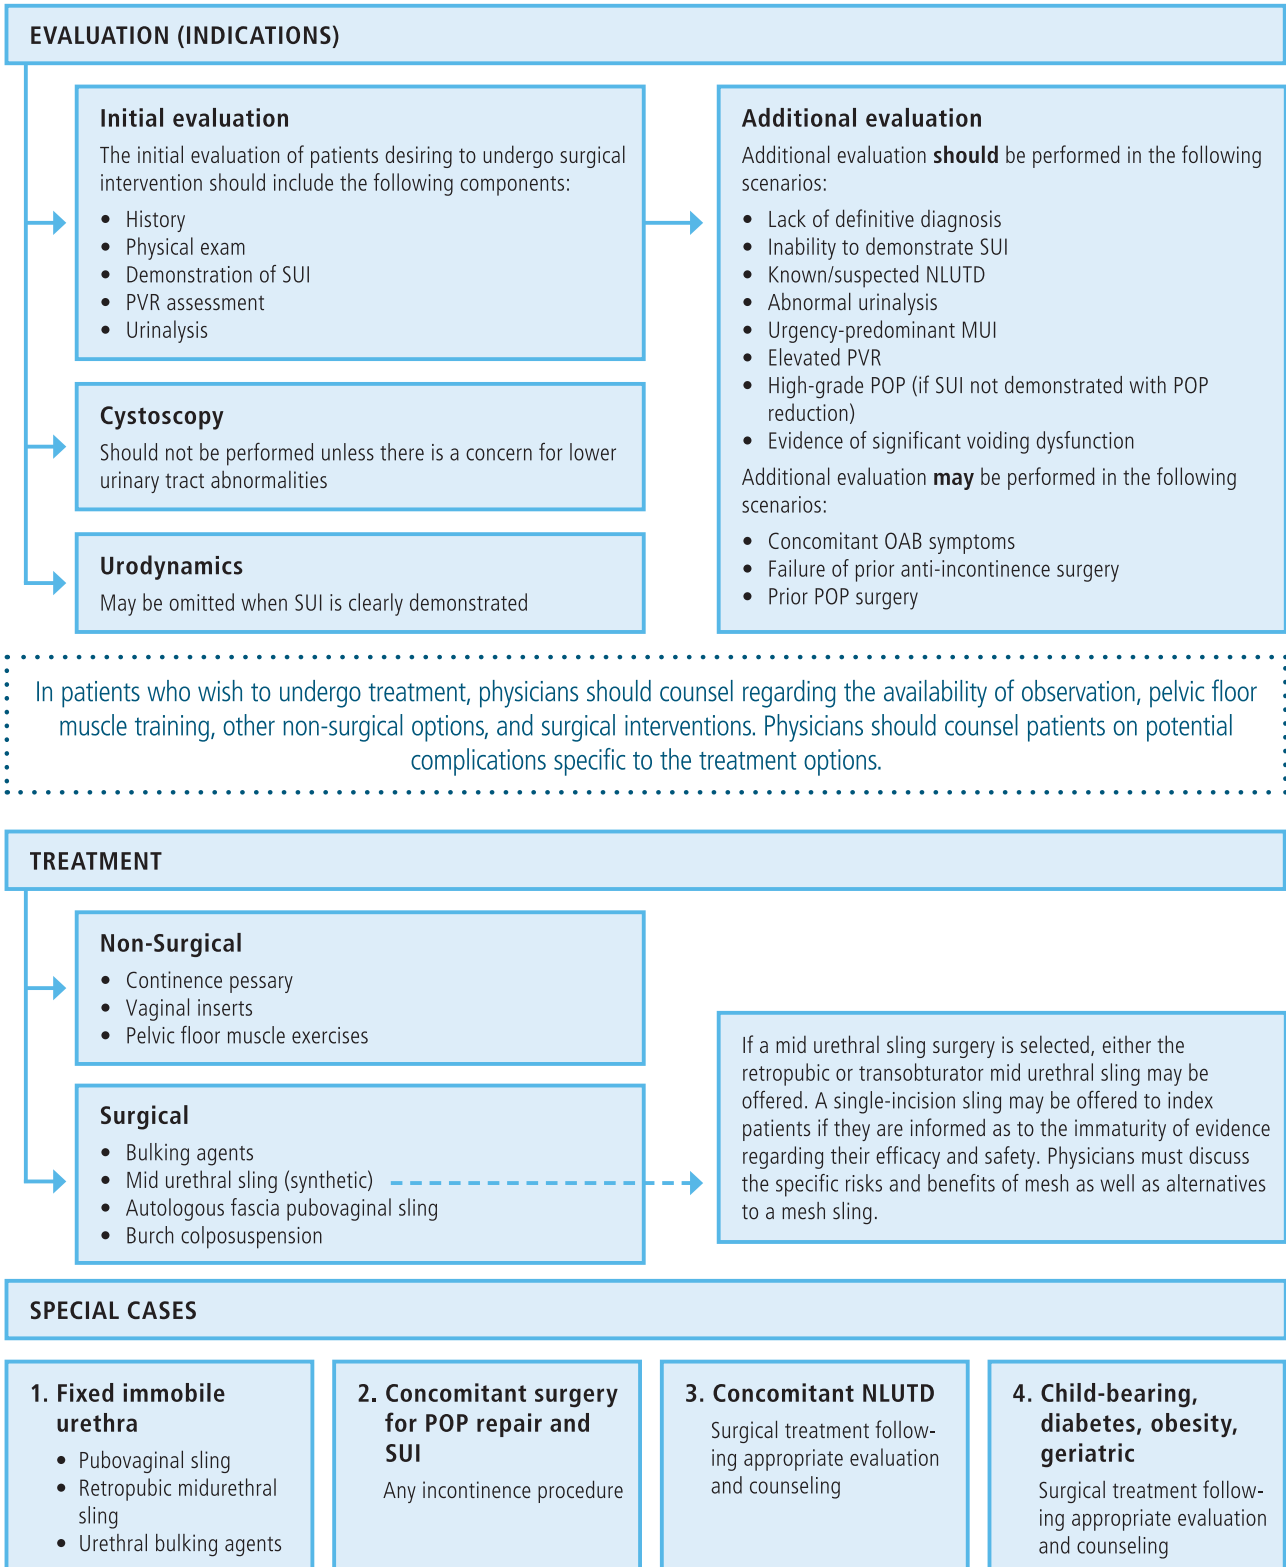 EVALUATION (INDICATIONS)
Initial evaluation
The initial evaluation of patients desiring to undergo surgical
intervention should include the following components:
• History
• Physical exam
• Demonstration of SUI
• PVR assessment
• Urinalysis
Cystoscopy
Should not be performed unless there is a concern for lower
urinary tract abnormalities
Urodynamics
May be omitted when SUI is clearly demonstrated
Additional evaluation
Additional evaluation should be performed in the following
scenarios:
• Lack of definitive diagnosis
• Inability to demonstrate SUI
• Known/suspected NLUTD
• Abnormal urinalysis
• Urgency-predominant MUI
• Elevated PVR
• High-grade POP (if SUI not demonstrated with POP
reduction)
• Evidence of significant voiding dysfunction
Additional evaluation may be performed in the following
scenarios:
• Concomitant OAB symptoms
• Failure of prior anti-incontinence surgery
• Prior POP surgery
In patients who wish to undergo treatment, physicians should counsel regarding the availability of observation, pelvic floor
muscle training, other non-surgical options, and surgical interventions. Physicians should counsel patients on potential
complications specific to the treatment options.
TREATMENT
Non-Surgical
• Continence pessary
• Vaginal inserts
• Pelvic floor muscle exercises
Surgical
• Bulking agents
• Mid urethral sling (synthetic)
• Autologous fascia pubovaginal sling
• Burch colposuspension
If a mid urethral sling surgery is selected, either the
retropubic or transobturator mid urethral sling may be
offered. A single-incision sling may be offered to index
patients if they are informed as to the immaturity of evidence
regarding their efficacy and safety. Physicians must discuss
the specific risks and benefits of mesh as well as alternatives
to a mesh sling.
SPECIAL CASES
1. Fixed immobile
urethra
• Pubovaginal sling
• Retropubic midurethral
sling
• Urethral bulking agents
2. Concomitant surgery
for POP repair and
SUI
Any incontinence procedure
3. Concomitant NLUTD
Surgical treatment follow-
ing appropriate evaluation
and counseling
4. Child-bearing,
diabetes, obesity,
geriatric
Surgical treatment follow-
ing appropriate evaluation
and counseling